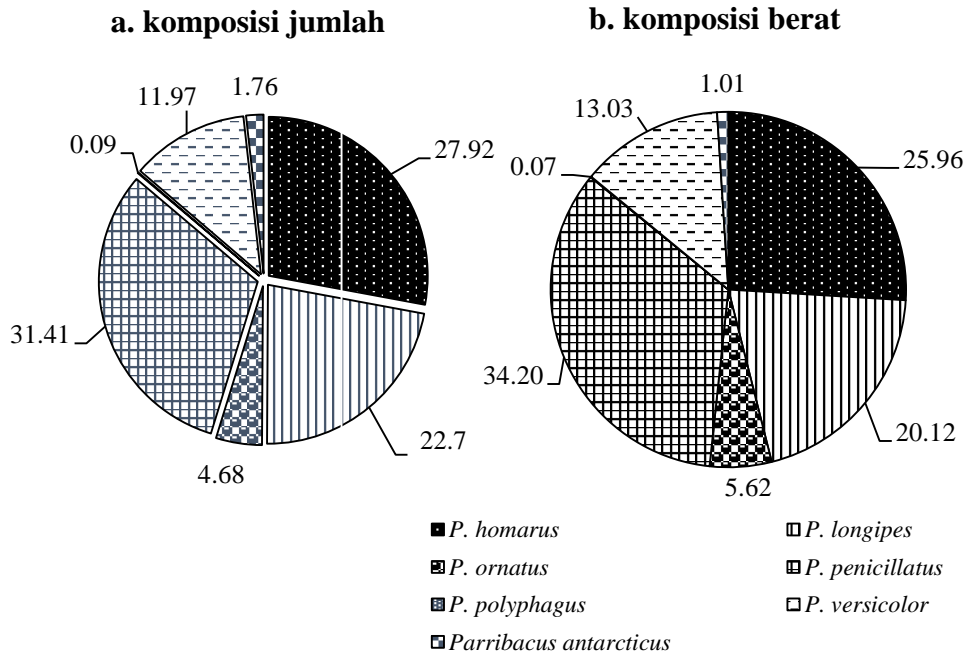 a. komposisi jumlah
b. komposisi berat
1.76
11.97
0.09
27.92
31.41
22.7
4.68
1.01
13.03
0.07
25.96
34.20
20.12
5.62
P. homarus
P. longipes
P. ornatus
P. penicillatus
P. polyphagus
P. versicolor
Parribacus antarcticus